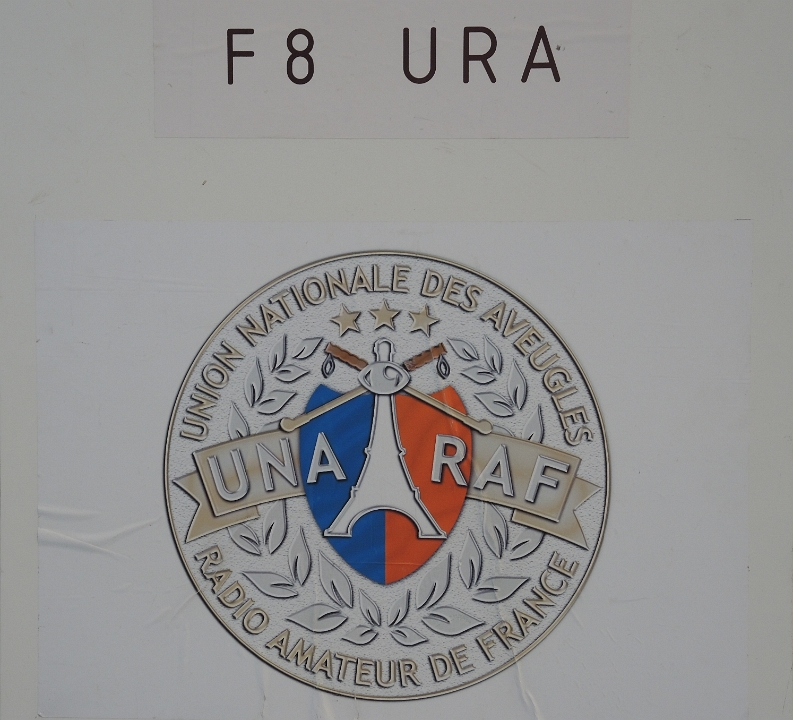 F8 URA
UNION NATIONALE DES AVEUGLES
UNA RAF
RADIO AMATEUR DE FRANCE